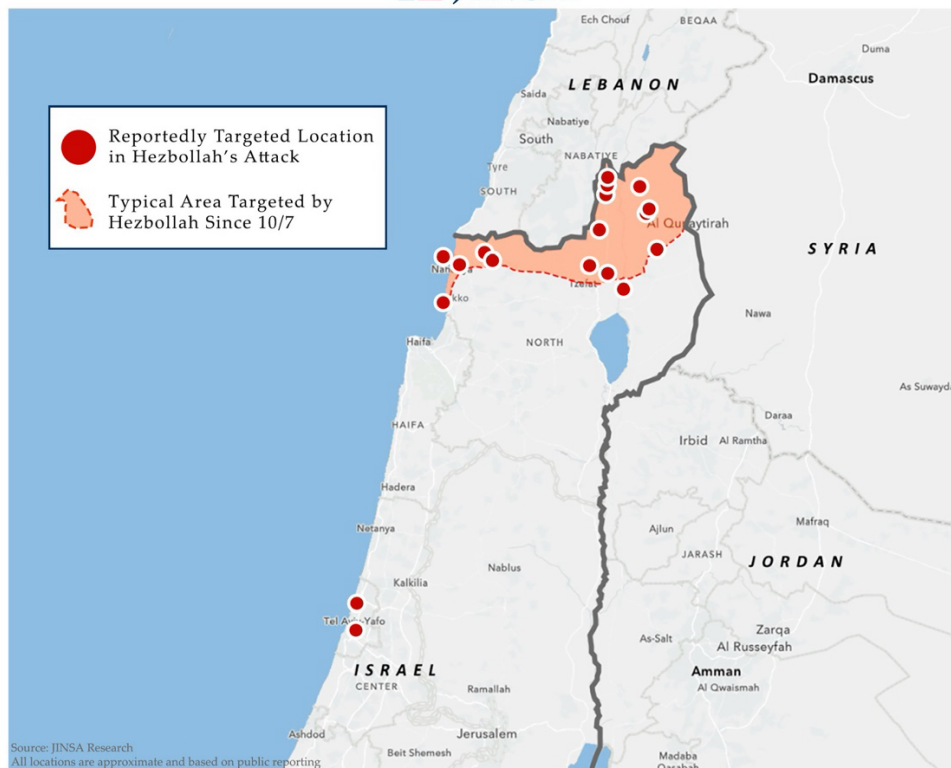 Ech Chouf
BEQAA
Duma
Damascus
LEBANON
Saida
Reportedly Targeted Location
in Hezbollah's Attack
Nabatiye
South
NABATIYE
Tyre
SOUTH
Typical Area Targeted by
Hezbollah Since 10/7
Al Qunaytirah
SYRIA
Akko
Nawa
Haifa
NORTH
As Suwayd
Daara
HAIFA
Irbid
Al Ramtha
Hadera
Mafraq
Netanya
Ajlun
JARASH
JORDAN
Nablus
Kalkilia
Tel Aviv-Yafo
Zarqa
As-Salt
Al Russeyfah
ISRAEL
Amman
CENTER
Ramallah
Al Qwaismah
Ashdod
Jerusalem
Source: JINSA Research
Beit Shemesh
Madaba
All locations are approximate and based on public reporting